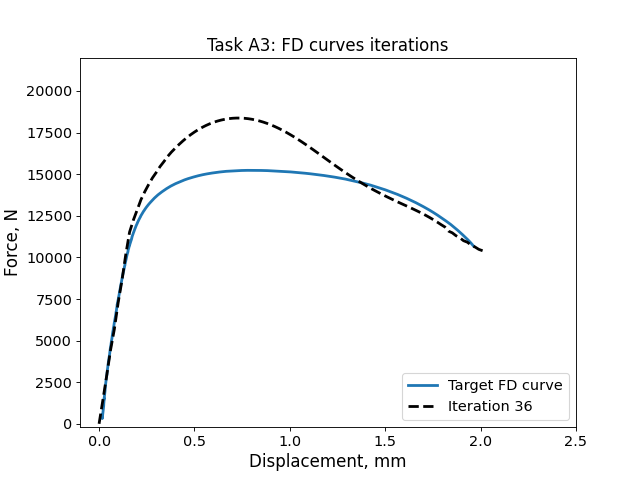 Task A3: FD curves iterations
Force, N
20000
17500
15000
12500
10000
7500
5000
2500
0
0.0 0.5 1.0 1.5 2.0 2.5
Displacement, mm
Target FD curve
Iteration 36